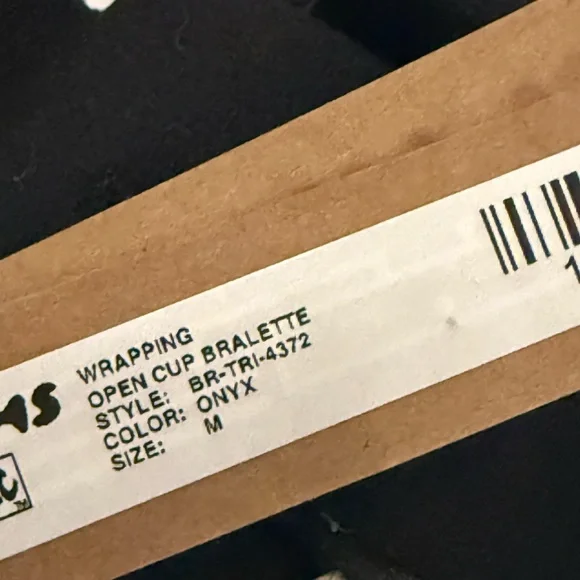 WRAPPING
OPEN CUP BRALETTE
STYLE: BR-TRI-4372
COLOR: ONYX
SIZE: M